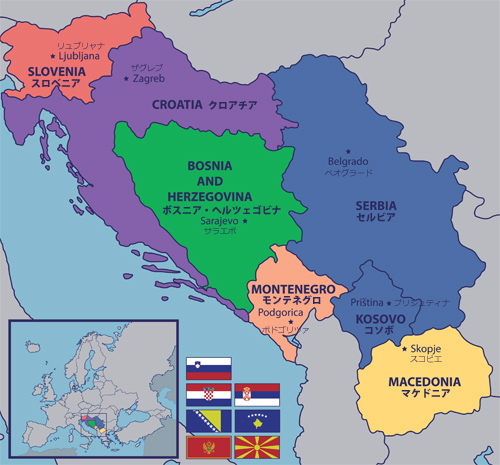 リュブリャナ
Ljubljana
SLOVENIA
スロベニア
ザグレブ
Zagreb
CROATIA クロアチア
BOSNIA
AND
HERZEGOVINA
ボスニア・ヘルツェゴビナ
Sarajevo
サラエボ
Belgrado
ベオグラード
SERBIA
セルビア
MONTENEGRO
モンテネグロ
Podgorica
ポドゴリツァ
Priština プリシュティナ
KOSOVO
コソボ
Skopje
スコピエ
MACEDONIA
マケドニア